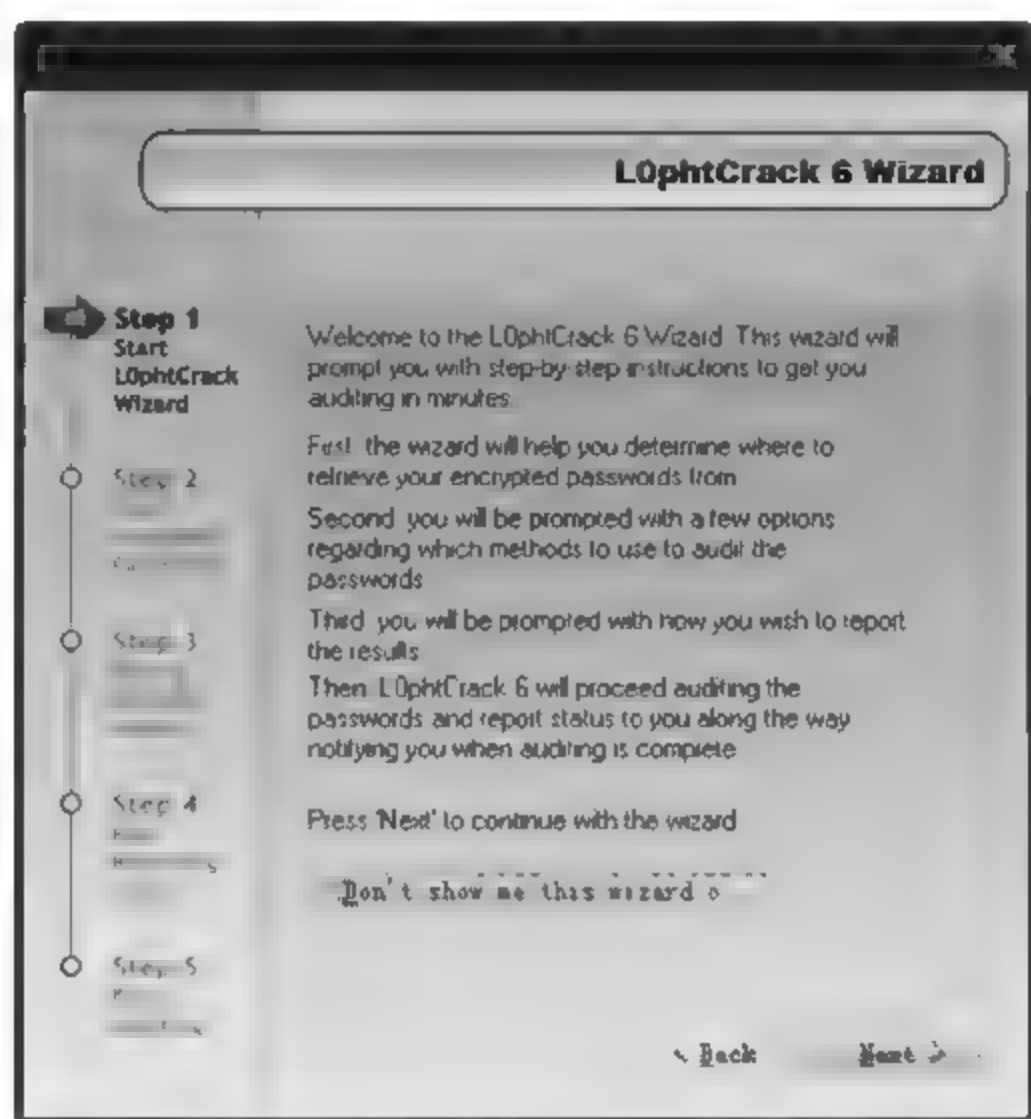 L0phtCrack 6 Wizard
Step 1
Start
L0phtCrack
Wizard
Step 2
Step 3
Step 4
Step 5
Welcome to the L0phtCrack 6 Wizard This wizard will
prompt you with step-by-step instructions to get you
auditing in minutes
First the wizard will help you determine where to
retrieve your encrypted passwords from
Second you will be prompted with a few options
regarding which methods to use to audit the
passwords
Third you will be prompted with how you wish to report
the results
Then L0phtCrack 6 will proceed auditing the
passwords and report status to you along the way
notifying you when auditing is complete
Press 'Next' to continue with the wizard
Don't show me this wizard
< Back
Next >